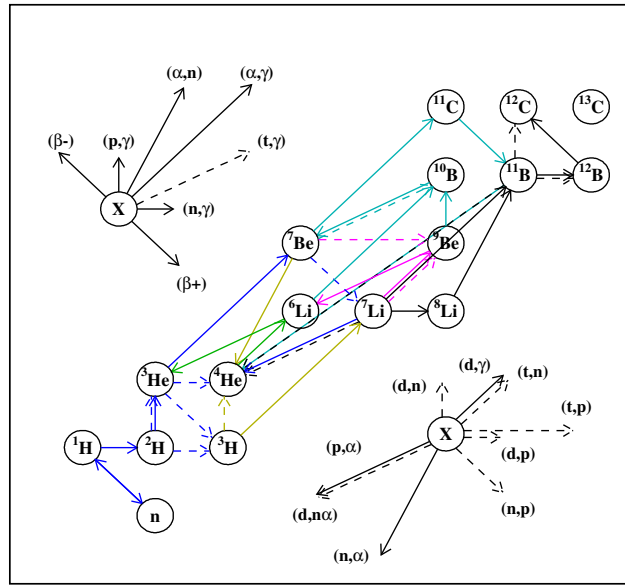 (α,n)
(α,γ)
(β-)
(p,γ)
(t,γ)
X
(n,γ)
(β+)
¹¹C
¹²C
¹³C
¹⁰B
¹¹B
¹²B
⁷Be
⁹Be
⁶Li
⁷Li
⁸Li
³He
⁴He
¹H
²H
³H
n
(d,γ)
(t,n)
(d,n)
(t,p)
X
(p,α)
(d,p)
(d,nα)
(n,p)
(n,α)